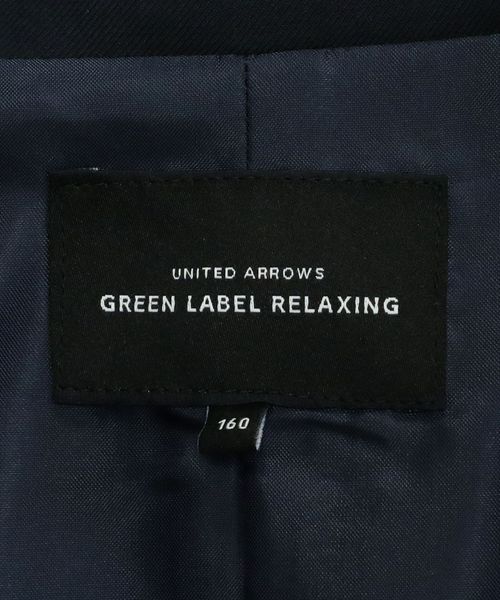 UNITED ARROWS
GREEN LABEL RELAXING
160